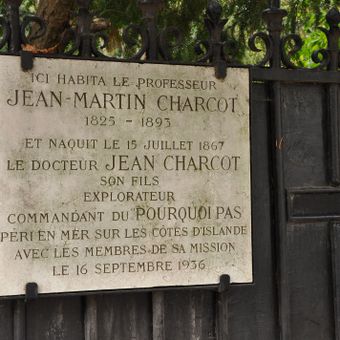 ICI HABITA LE PROFESSEUR
JEAN-MARTIN CHARCOT
1825 - 1893
ET NAQUIT LE 15 JUILLET 1867
LE DOCTEUR JEAN CHARCOT
SON FILS
EXPLORATEUR
COMMANDANT DU POURQUOI PAS
PÉRI EN MER SUR LES CÔTES D'ISLANDE
AVEC LES MEMBRES DE SA MISSION
LE 16 SEPTEMBRE 1936